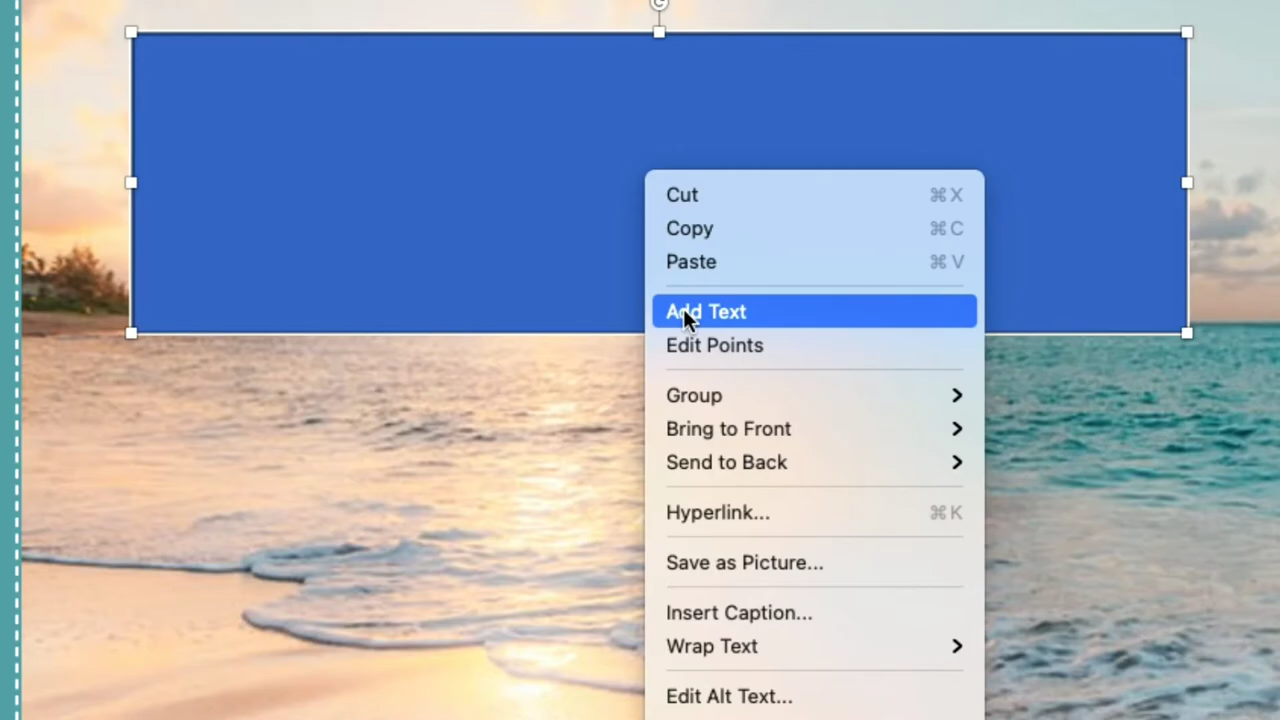 Cut ⌘X
Copy ⌘C
Paste ⌘V
Add Text
Edit Points
Group
Bring to Front
Send to Back
Hyperlink... ⌘K
Save as Picture...
Insert Caption...
Wrap Text
Edit Alt Text...